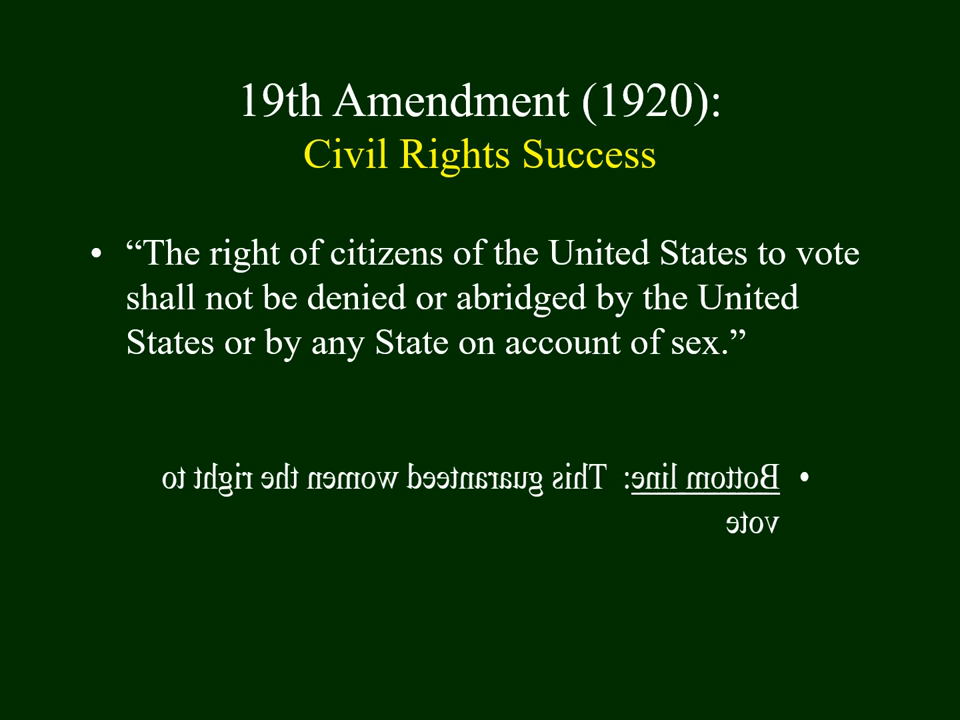 19th Amendment (1920):
Civil Rights Success
• “The right of citizens of the United States to vote
shall not be denied or abridged by the United
States or by any State on account of sex.”
• Bottom line:  This guaranteed women the right to
vote